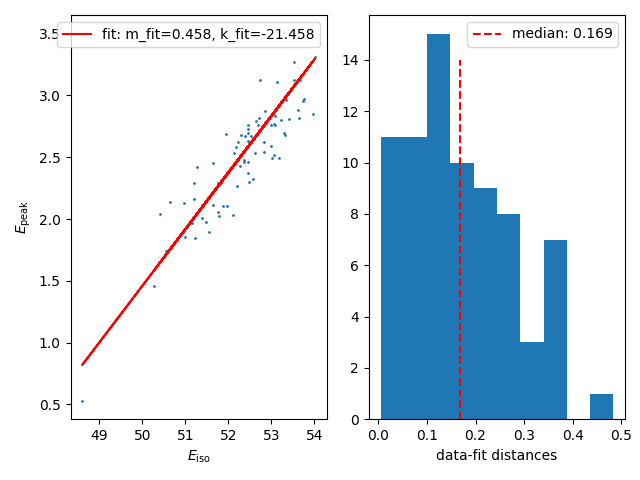 fit: m_fit=0.458, k_fit=-21.458
3.5
3.0
2.5
2.0
1.5
1.0
0.5
E_peak
49 50 51 52 53 54
E_iso
median: 0.169
14
12
10
8
6
4
2
0
0.0 0.1 0.2 0.3 0.4 0.5
data-fit distances